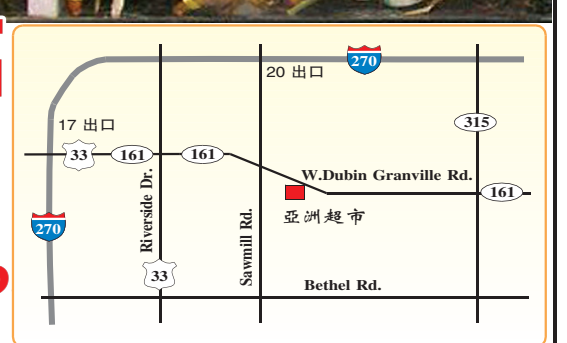 270
20 出口
315
17 出口
33
161
161
W.Dubin Granville Rd.
161
Riverside Dr.
亞洲超市
Sawmill Rd.
270
33
Bethel Rd.